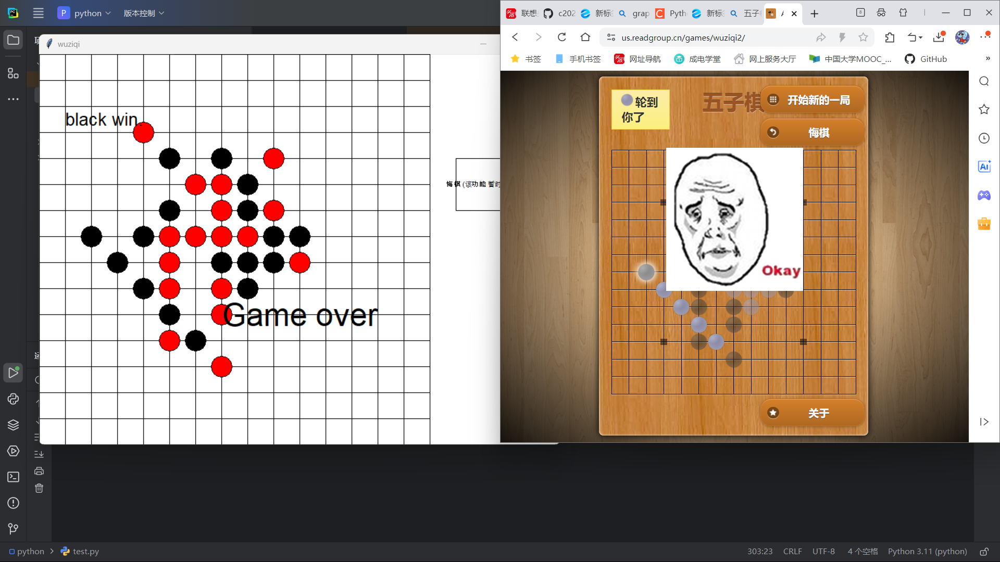 P python 版本控制
wuziqi
black win.
悔棋(该功能 暂时
Game over
联想
c202
新标
grap
Pyth
新标
五子
8
us.readgroup.cn/games/wuziqi2/
书签 手机书签 网址导航 成电学堂 网上服务大厅 中国大学MOOC_... GitHub
»
轮到
你了
五子棋
开始新的一局
悔棋
Okay
关于
Ai
python > test.py
303:23 CRLF UTF-8 4 个空格 Python 3.11 (python)